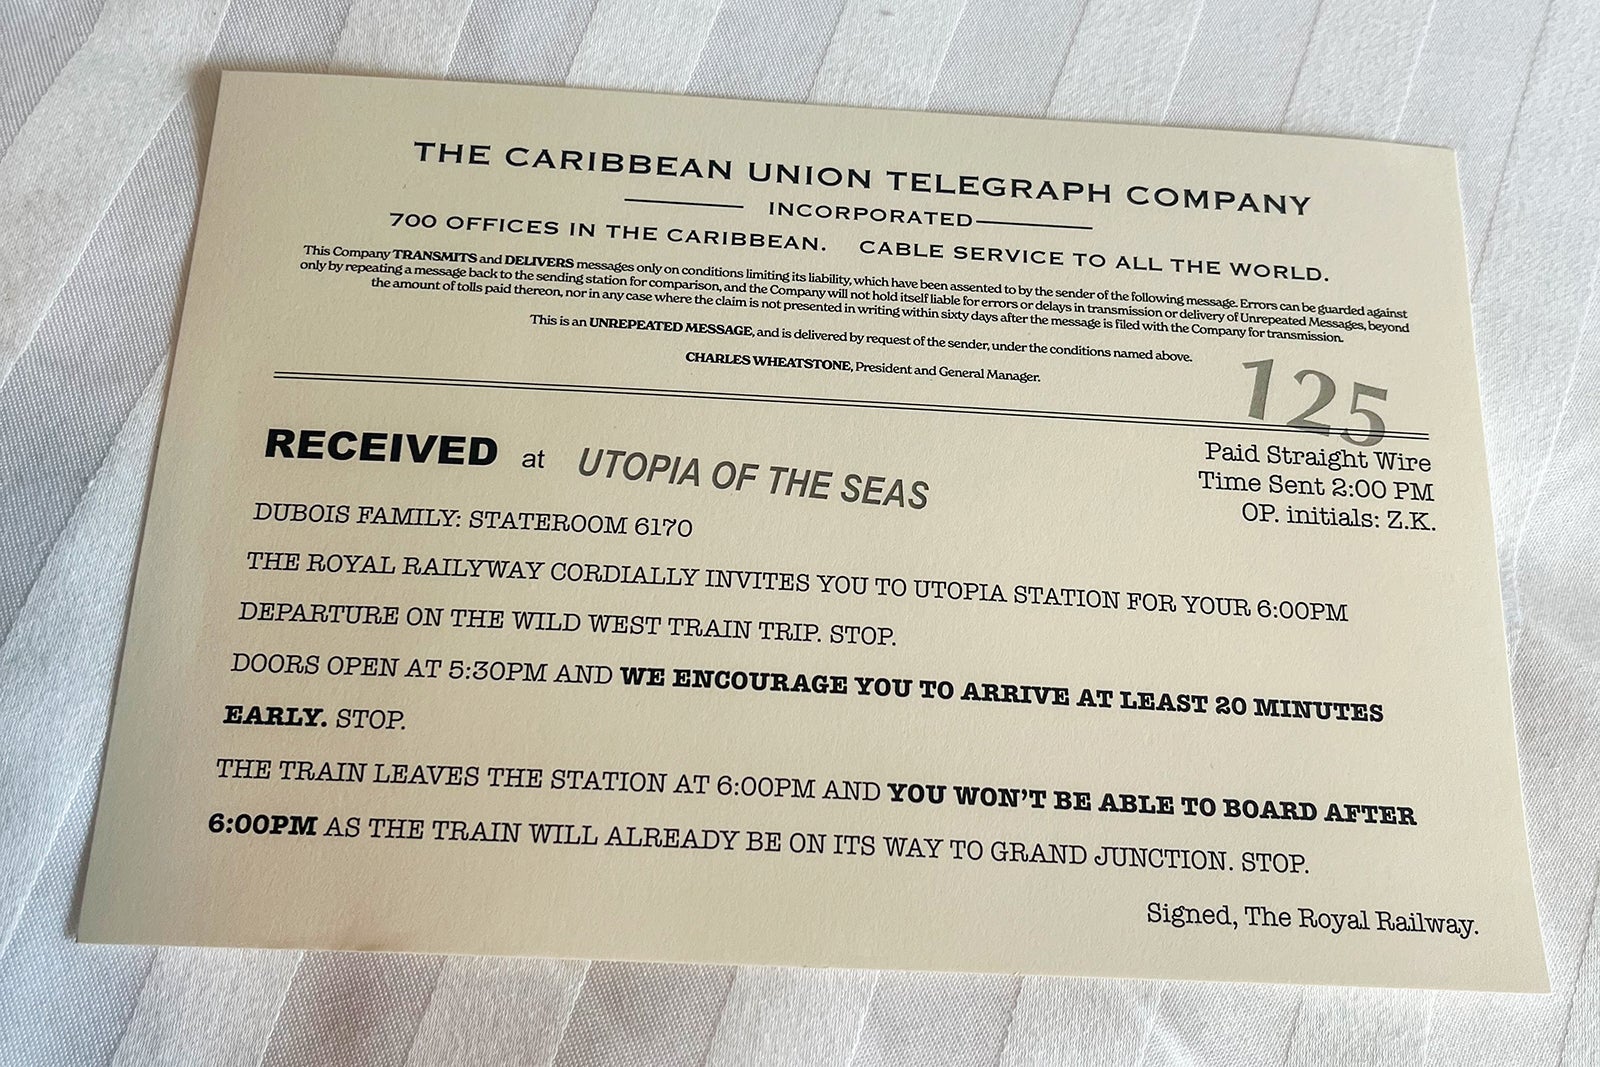 THE CARIBBEAN UNION TELEGRAPH COMPANY
INCORPORATED
700 OFFICES IN THE CARIBBEAN. CABLE SERVICE TO ALL THE WORLD.
This Company TRANSMITS and DELIVERS messages only on conditions limiting its liability, which have been assented to by the sender of the following message. Errors can be guarded against
only by repeating a message back to the sending station for comparison, and the Company will not hold itself liable for errors or delays in transmission or delivery of Unrepeated Messages, beyond
the amount of tolls paid thereon, nor in any case where the claim is not presented in writing within sixty days after the message is filed with the Company for transmission.
This is an UNREPEATED MESSAGE, and is delivered by request of the sender, under the conditions named above.
CHARLES WHEATSTONE, President and General Manager.
125
RECEIVED at UTOPIA OF THE SEAS
Paid Straight Wire
Time Sent 2:00 PM
OP. initials: Z.K.
DUBOIS FAMILY: STATEROOM 6170
THE ROYAL RAILYWAY CORDIALLY INVITES YOU TO UTOPIA STATION FOR YOUR 6:00PM
DEPARTURE ON THE WILD WEST TRAIN TRIP. STOP.
DOORS OPEN AT 5:30PM AND WE ENCOURAGE YOU TO ARRIVE AT LEAST 20 MINUTES
EARLY. STOP.
THE TRAIN LEAVES THE STATION AT 6:00PM AND YOU WON'T BE ABLE TO BOARD AFTER
6:00PM AS THE TRAIN WILL ALREADY BE ON ITS WAY TO GRAND JUNCTION. STOP.
Signed, The Royal Railway.